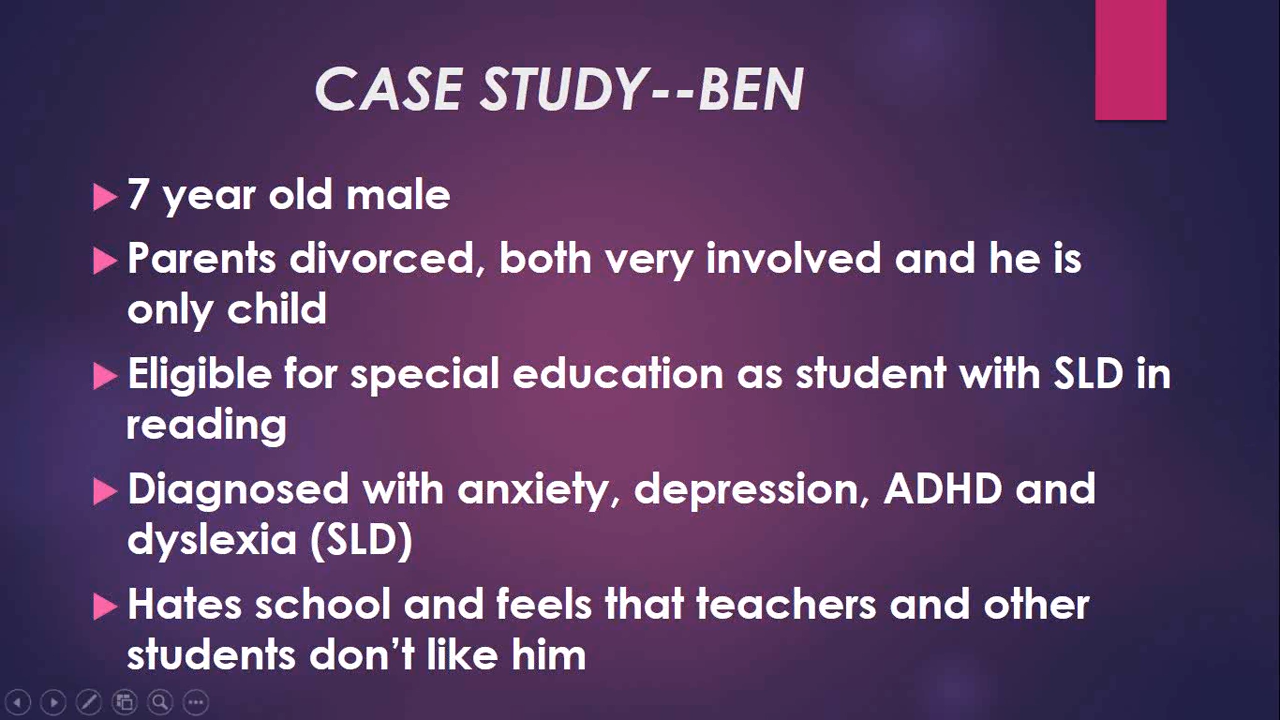 CASE STUDY--BEN
7 year old male
Parents divorced, both very involved and he is
only child
Eligible for special education as student with SLD in
reading
Diagnosed with anxiety, depression, ADHD and
dyslexia (SLD)
Hates school and feels that teachers and other
students don’t like him